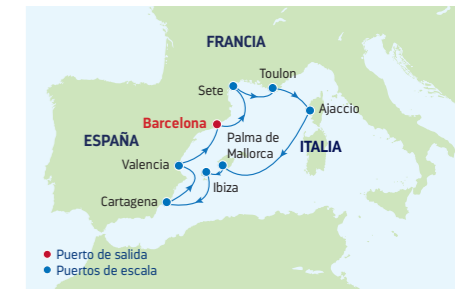 FRANCIA
Toulon
Sete
Ajaccio
Barcelona
ESPAÑA
Palma de
Mallorca
ITALIA
Valencia
Ibiza
Cartagena
Puerto de salida
Puertos de escala